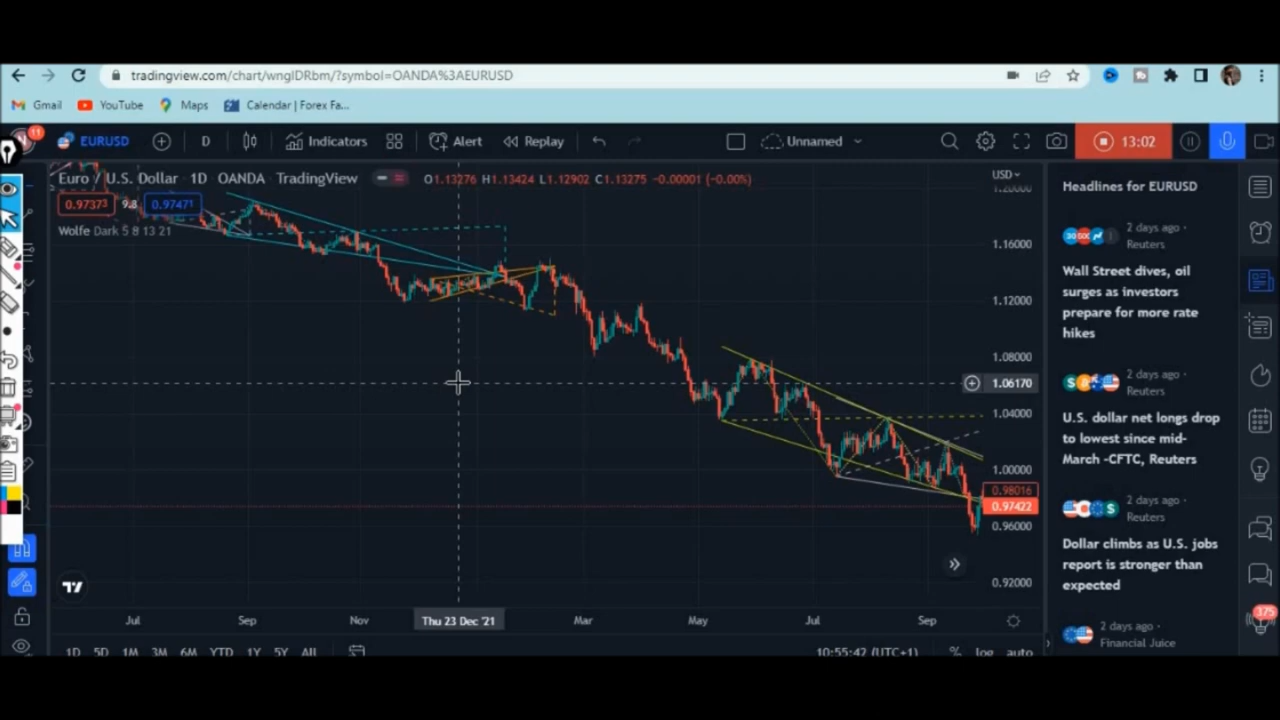 tradingview.com/chart/wngIDRbm/?symbol=OANDA%3AEURUSD
Gmail YouTube Maps Calendar | Forex Fa...
11 EURUSD D Indicators Alert Replay Unnamed 13:02
Euro / U.S. Dollar 1D OANDA TradingView O1.13276 H1.13424 L1.12902 C1.13275 -0.00001 (-0.00%)
0.97373 9.8 0.97471
Wolfe Dark 5 8 13 21
USD
1.20000
1.16000
1.12000
1.08000
1.06170
1.04000
1.00000
0.98016
0.97422
0.96000
0.92000
Jul Sep Nov Thu 23 Dec '21 Mar May Jul Sep
1D 5D 1M 3M 6M YTD 1Y 5Y All 10:55:42 (UTC+1) % log auto
Headlines for EURUSD
2 days ago ·
Reuters
Wall Street dives, oil
surges as investors
prepare for more rate
hikes
2 days ago ·
Reuters
U.S. dollar net longs drop
to lowest since mid-
March -CFTC, Reuters
2 days ago ·
Reuters
Dollar climbs as U.S. jobs
report is stronger than
expected
2 days ago ·
Financial Juice
375